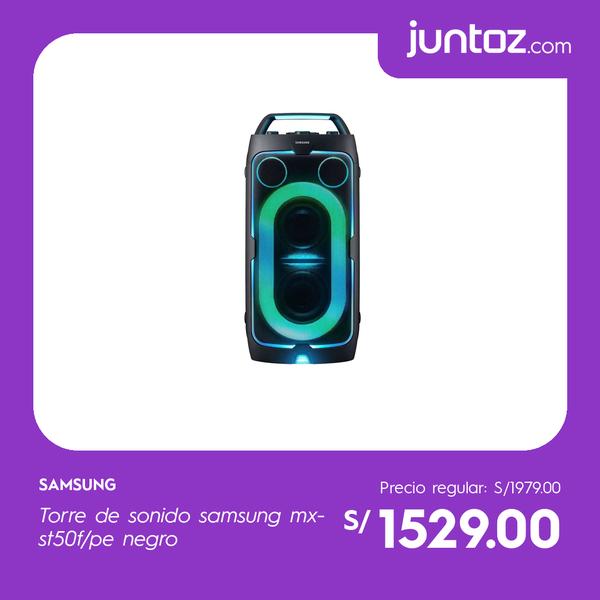 juntoz.com
SAMSUNG
SAMSUNG
Precio regular: S/1979.00
Torre de sonido samsung mx-
st50f/pe negro
S/1529.00